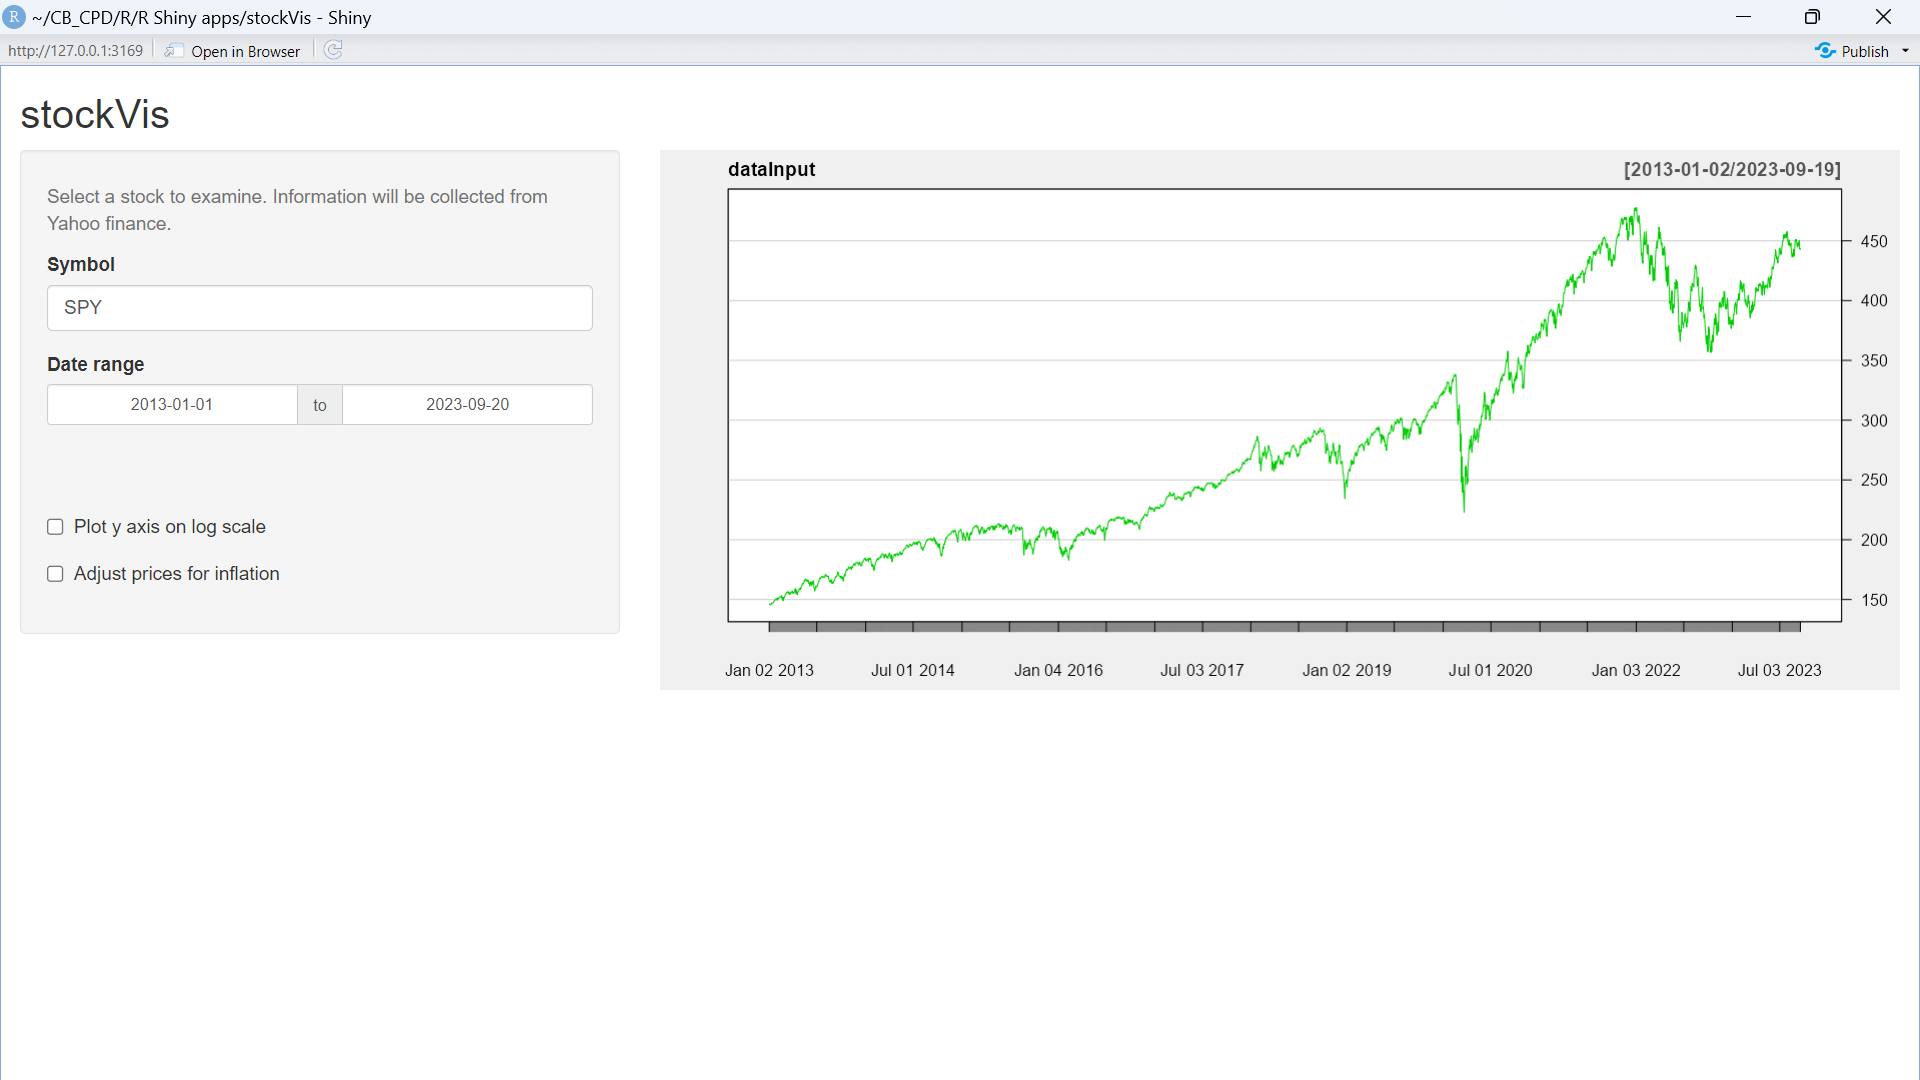 R ~/CB_CPD/R/R Shiny apps/stockVis - Shiny
http://127.0.0.1:3169 Open in Browser Publish
stockVis
Select a stock to examine. Information will be collected from
Yahoo finance.
Symbol
SPY
Date range
2013-01-01 to 2023-09-20
Plot y axis on log scale
Adjust prices for inflation
dataInput [2013-01-02/2023-09-19]
450
400
350
300
250
200
150
Jan 02 2013 Jul 01 2014 Jan 04 2016 Jul 03 2017 Jan 02 2019 Jul 01 2020 Jan 03 2022 Jul 03 2023